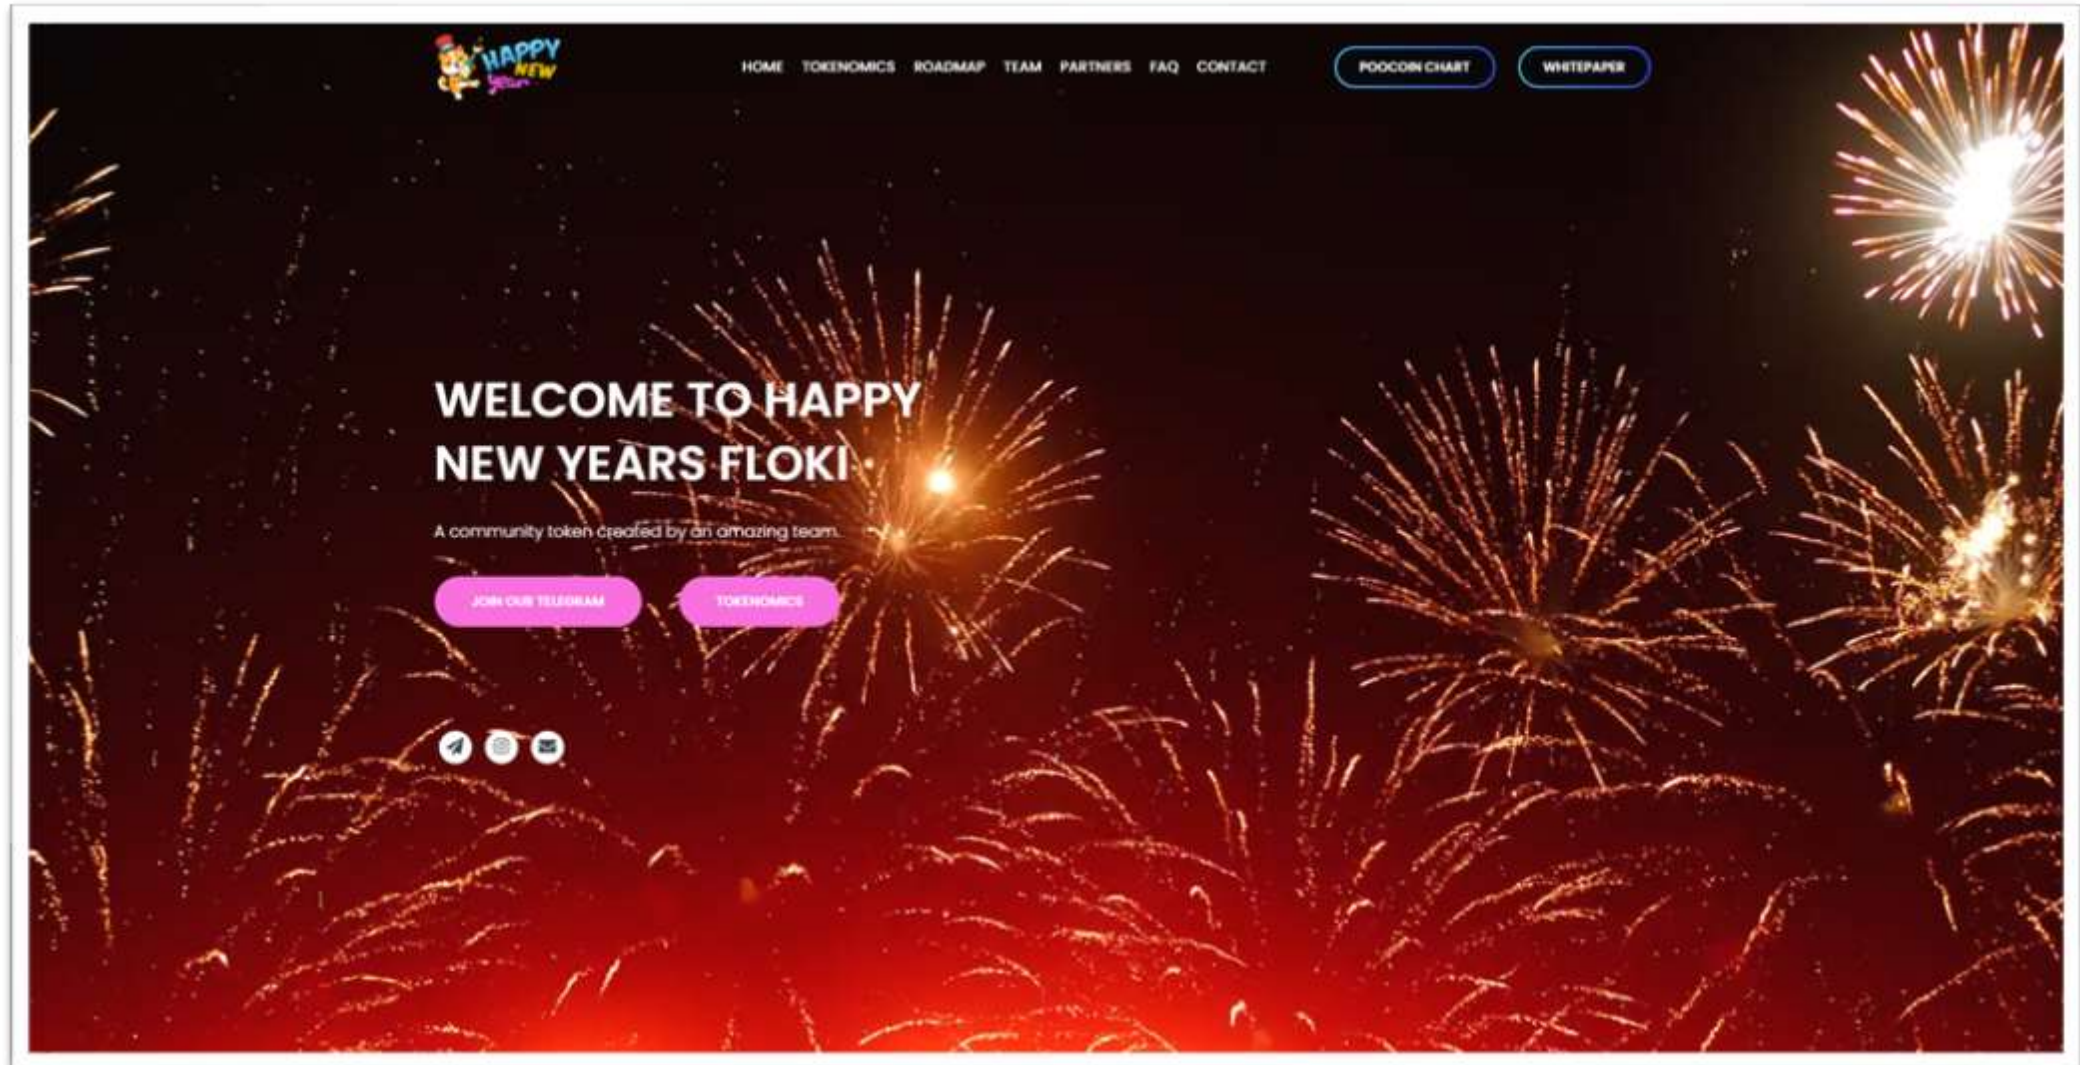 HAPPY
NEW
year
HOME TOKENOMICS ROADMAP TEAM PARTNERS FAQ CONTACT
POOCOIN CHART
WHITEPAPER
WELCOME TO HAPPY
NEW YEARS FLOKI
A community token created by an amazing team.
JOIN OUR TELEGRAM
TOKENOMICS